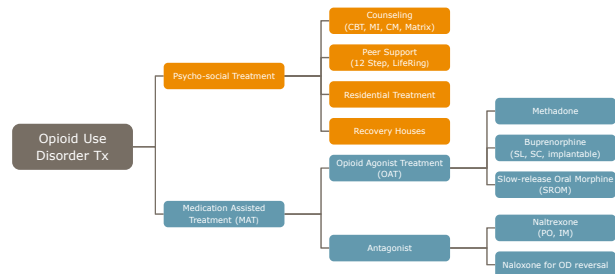 Opioid Use
Disorder Tx
Psycho-social Treatment
Counseling
(CBT, MI, CM, Matrix)
Peer Support
(12 Step, LifeRing)
Residential Treatment
Recovery Houses
Medication Assisted
Treatment (MAT)
Opioid Agonist Treatment
(OAT)
Methadone
Buprenorphine
(SL, SC, implantable)
Slow-release Oral Morphine
(SROM)
Antagonist
Naltrexone
(PO, IM)
Naloxone for OD reversal